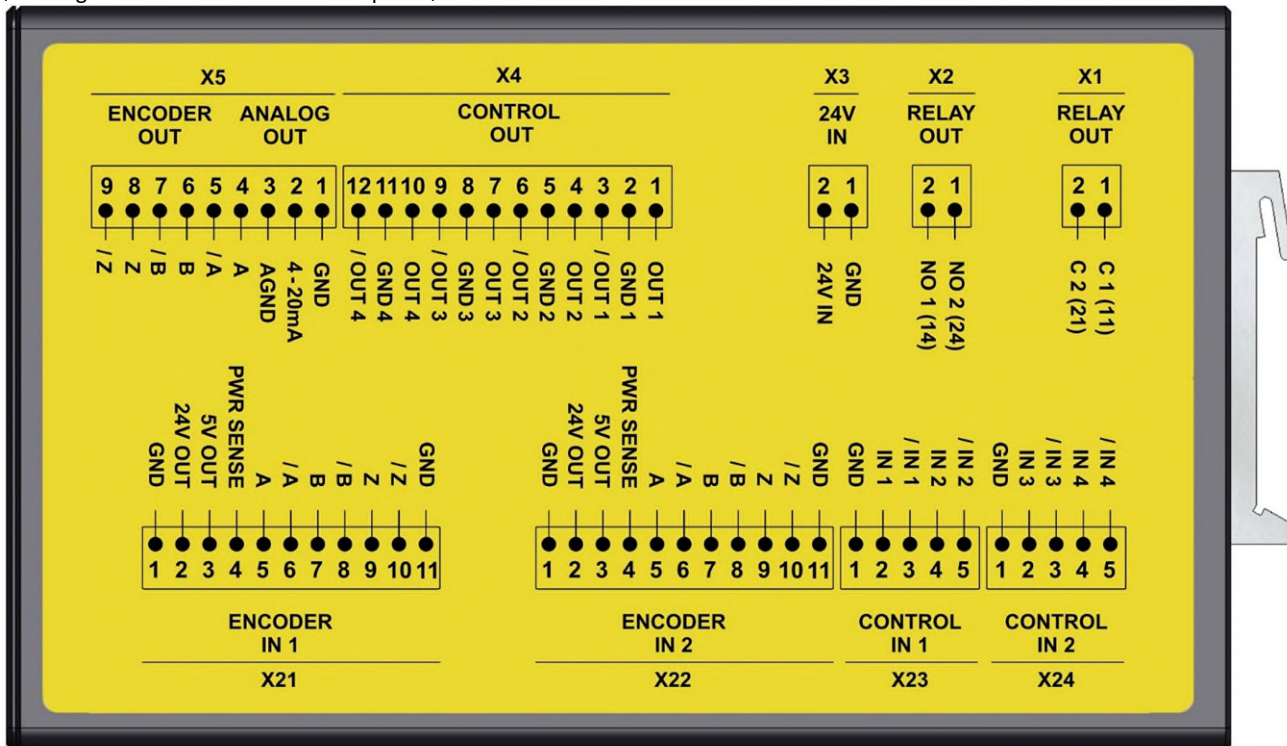 X5 X4 X3 X2 X1
ENCODER OUT ANALOG OUT CONTROL OUT 24V IN RELAY OUT RELAY OUT
9 8 7 6 5 4 3 2 1 12 11 10 9 8 7 6 5 4 3 2 1 2 1 2 1 2 1
/ Z Z / B B / A A AGND 4 - 20mA GND / OUT 4 GND 4 OUT 4 / OUT 3 GND 3 OUT 3 / OUT 2 GND 2 OUT 2 / OUT 1 GND 1 OUT 1 24V IN GND NO 1 (14) NO 2 (24) C 2 (21) C 1 (11)
GND 24V OUT 5V OUT PWR SENSE A / A B / B Z / Z GND GND 24V OUT 5V OUT PWR SENSE A / A B / B Z / Z GND GND IN 1 / IN 1 IN 2 / IN 2 GND IN 3 / IN 3 IN 4 / IN 4
1 2 3 4 5 6 7 8 9 10 11 1 2 3 4 5 6 7 8 9 10 11 1 2 3 4 5 1 2 3 4 5
ENCODER IN 1 ENCODER IN 2 CONTROL IN 1 CONTROL IN 2
X21 X22 X23 X24